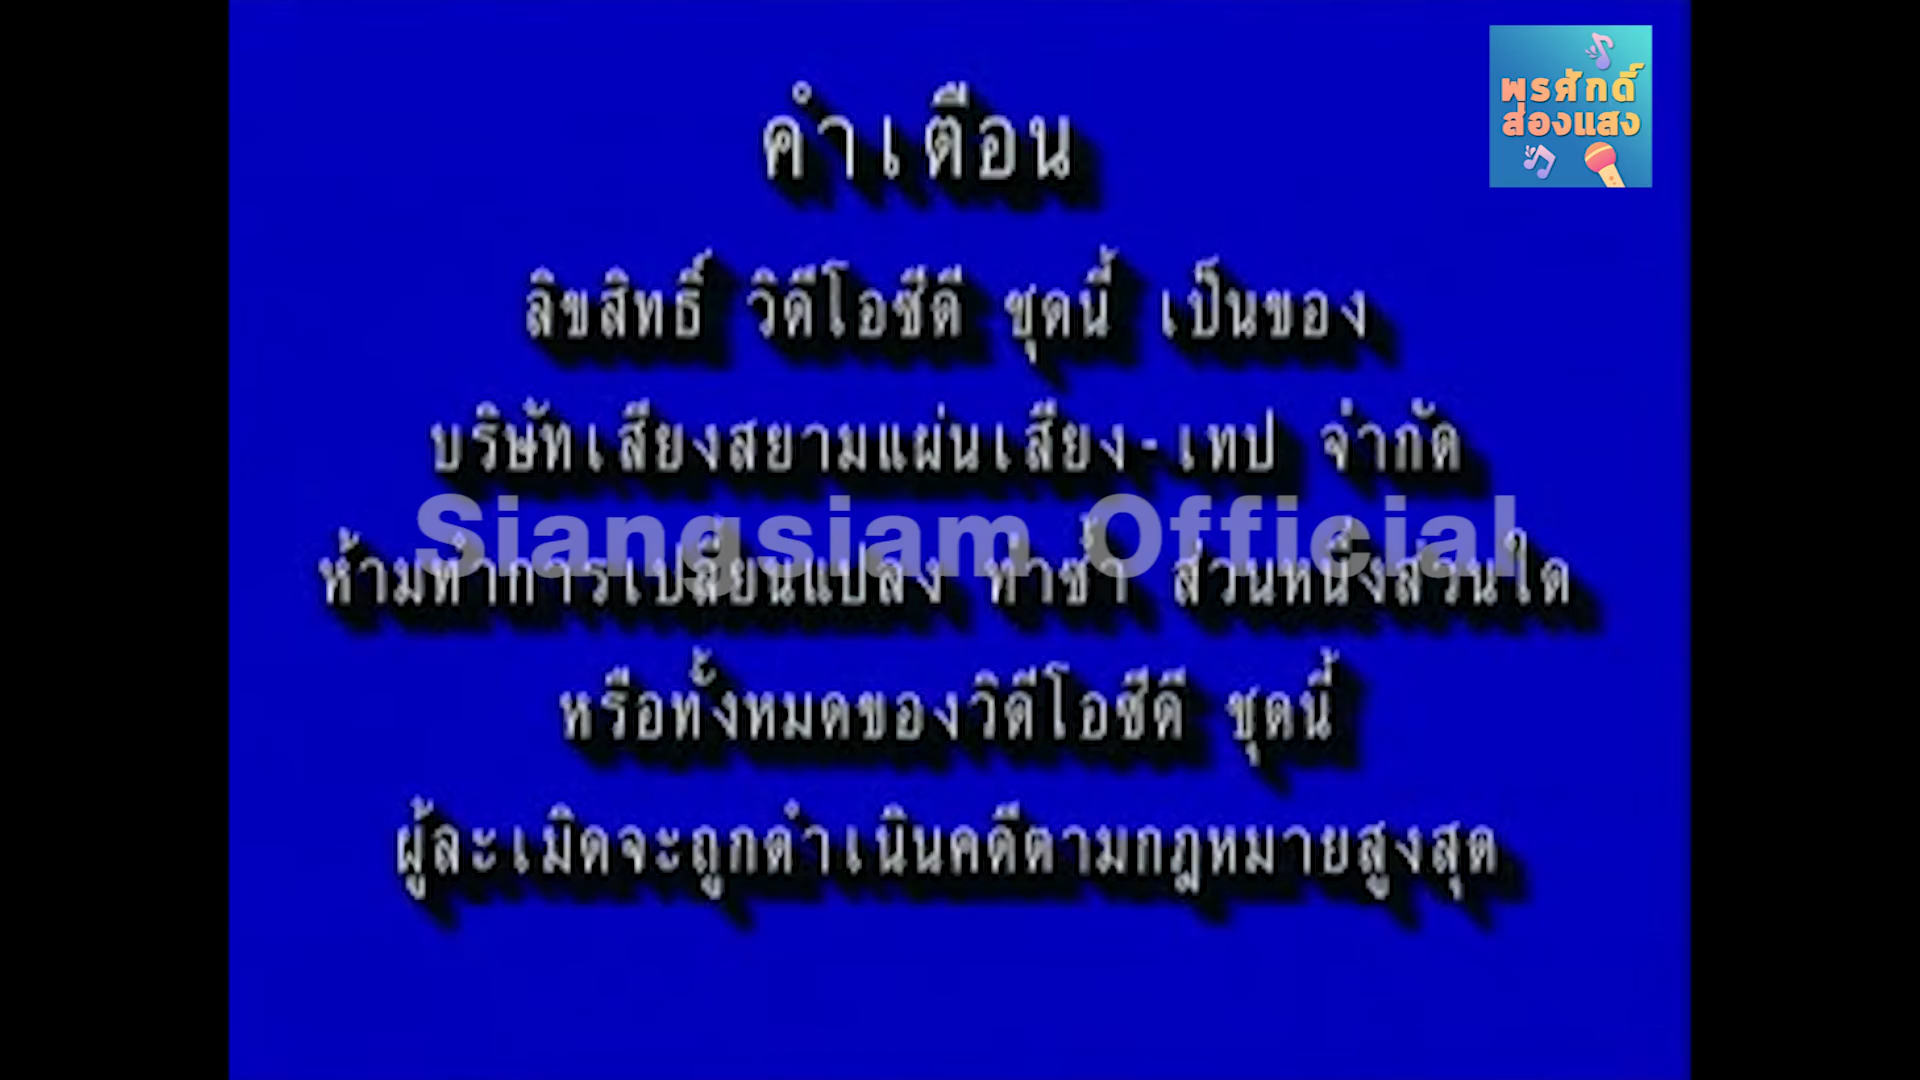 พรศักดิ์
ส่องแสง
คำเตือน
ลิขสิทธิ์ วิดีโอซีดี ชุดนี้ เป็นของ
บริษัทเสียงสยามแผ่นเสียง-เทป จำกัด
Siangsiam Official
ห้ามทำการเปลี่ยนแปลง ทำซ้ำ ส่วนหนึ่งส่วนใด
หรือทั้งหมดของวิดีโอซีดี ชุดนี้
ผู้ละเมิดจะถูกดำเนินคดีตามกฎหมายสูงสุด